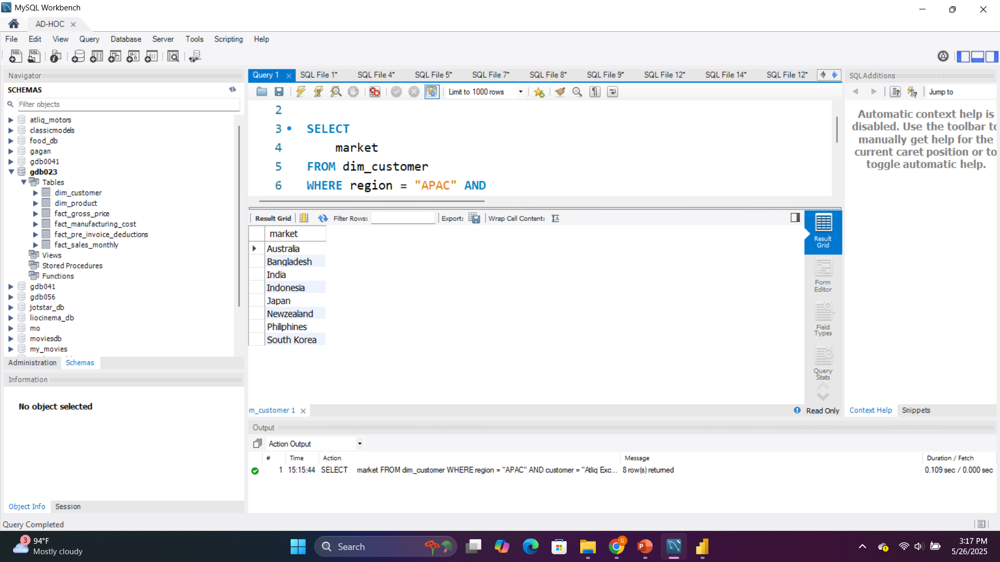 MySQL Workbench
AD-HOC
File Edit View Query Database Server Tools Scripting Help
Navigator
SCHEMAS
Filter objects
atliq_motors
classicmodels
food_db
gagan
gdb0041
gdb023
Tables
dim_customer
dim_product
fact_gross_price
fact_manufacturing_cost
fact_pre_invoice_deductions
fact_sales_monthly
Views
Stored Procedures
Functions
gdb041
gdb056
jotstar_db
liocinema_db
mo
moviesdb
my_movies
Administration Schemas
Information
No object selected
Object Info Session
Query Completed
Query 1 SQL File 1* SQL File 4* SQL File 5* SQL File 7* SQL File 8* SQL File 9* SQL File 12* SQL File 14* SQL File 12*
Limit to 1000 rows
2
3 SELECT
4 market
5 FROM dim_customer
6 WHERE region = "APAC" AND
Result Grid Filter Rows: Export: Wrap Cell Content:
market
Australia
Bangladesh
India
Indonesia
Japan
Newzealand
Philiphines
South Korea
Result
Grid
Form
Editor
Field
Types
Query
Stats
m_customer 1
Read Only
Output
Action Output
# Time Action Message Duration / Fetch
1 15:15:44 SELECT market FROM dim_customer WHERE region = "APAC" AND customer = "Atliq Exc... 8 row(s) returned 0.109 sec / 0.000 sec
SQLAdditions
Jump to
Automatic context help is
disabled. Use the toolbar to
manually get help for the
current caret position or to
toggle automatic help.
Context Help Snippets
3
94°F
Mostly cloudy
Search
G
3:17 PM
5/26/2025